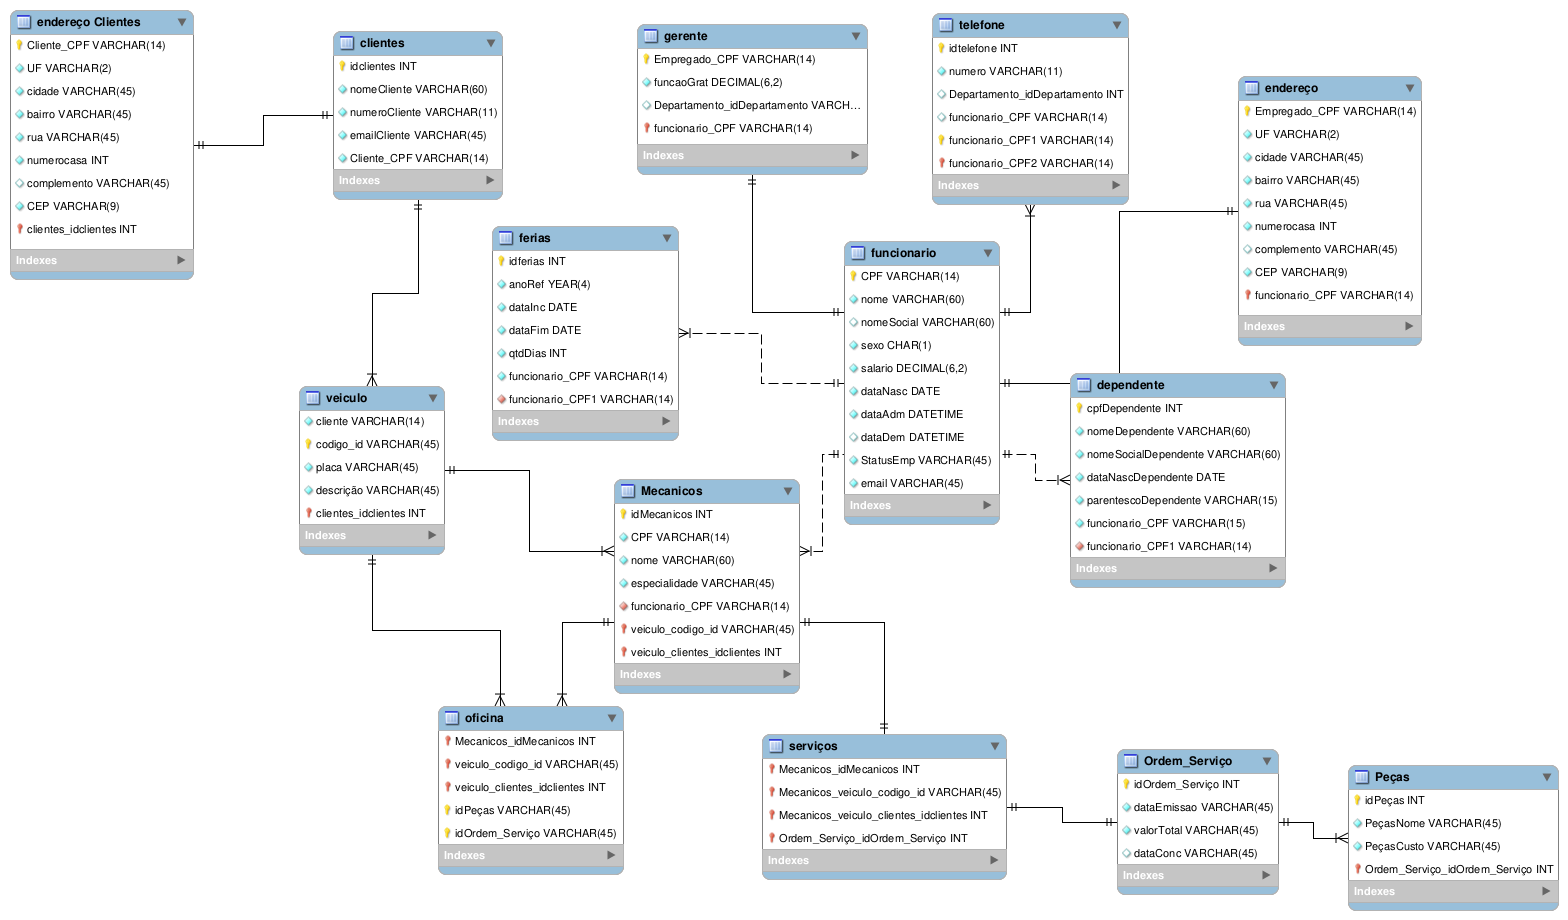 endereço Clientes
Cliente_CPF VARCHAR(14)
UF VARCHAR(2)
cidade VARCHAR(45)
bairro VARCHAR(45)
rua VARCHAR(45)
numerocasa INT
complemento VARCHAR(45)
CEP VARCHAR(9)
clientes_idclientes INT
Indexes
clientes
idclientes INT
nomeCliente VARCHAR(60)
numeroCliente VARCHAR(11)
emailCliente VARCHAR(45)
Cliente_CPF VARCHAR(14)
Indexes
gerente
Empregado_CPF VARCHAR(14)
funcaoGrat DECIMAL(6,2)
Departamento_idDepartamento VARCH...
funcionario_CPF VARCHAR(14)
Indexes
telefone
idtelefone INT
numero VARCHAR(11)
Departamento_idDepartamento INT
funcionario_CPF VARCHAR(14)
funcionario_CPF1 VARCHAR(14)
funcionario_CPF2 VARCHAR(14)
Indexes
endereço
Empregado_CPF VARCHAR(14)
UF VARCHAR(2)
cidade VARCHAR(45)
bairro VARCHAR(45)
rua VARCHAR(45)
numerocasa INT
complemento VARCHAR(45)
CEP VARCHAR(9)
funcionario_CPF VARCHAR(14)
Indexes
ferias
idferias INT
anoRef YEAR(4)
dataInc DATE
dataFim DATE
qtdDias INT
funcionario_CPF VARCHAR(14)
funcionario_CPF1 VARCHAR(14)
Indexes
funcionario
CPF VARCHAR(14)
nome VARCHAR(60)
nomeSocial VARCHAR(60)
sexo CHAR(1)
salario DECIMAL(6,2)
dataNasc DATE
dataAdm DATETIME
dataDem DATETIME
StatusEmp VARCHAR(45)
email VARCHAR(45)
Indexes
dependente
cpfDependente INT
nomeDependente VARCHAR(60)
nomeSocialDependente VARCHAR(60)
dataNascDependente DATE
parentescoDependente VARCHAR(15)
funcionario_CPF VARCHAR(15)
funcionario_CPF1 VARCHAR(14)
Indexes
veiculo
cliente VARCHAR(14)
codigo_id VARCHAR(45)
placa VARCHAR(45)
descrição VARCHAR(45)
clientes_idclientes INT
Indexes
Mecanicos
idMecanicos INT
CPF VARCHAR(14)
nome VARCHAR(60)
especialidade VARCHAR(45)
funcionario_CPF VARCHAR(14)
veiculo_codigo_id VARCHAR(45)
veiculo_clientes_idclientes INT
Indexes
oficina
Mecanicos_idMecanicos INT
veiculo_codigo_id VARCHAR(45)
veiculo_clientes_idclientes INT
idPeças VARCHAR(45)
idOrdem_Serviço VARCHAR(45)
Indexes
serviços
Mecanicos_idMecanicos INT
Mecanicos_veiculo_codigo_id VARCHAR(45)
Mecanicos_veiculo_clientes_idclientes INT
Ordem_Serviço_idOrdem_Serviço INT
Indexes
Ordem_Serviço
idOrdem_Serviço INT
dataEmissao VARCHAR(45)
valorTotal VARCHAR(45)
dataConc VARCHAR(45)
Indexes
Peças
idPeças INT
PeçasNome VARCHAR(45)
PeçasCusto VARCHAR(45)
Ordem_Serviço_idOrdem_Serviço INT
Indexes